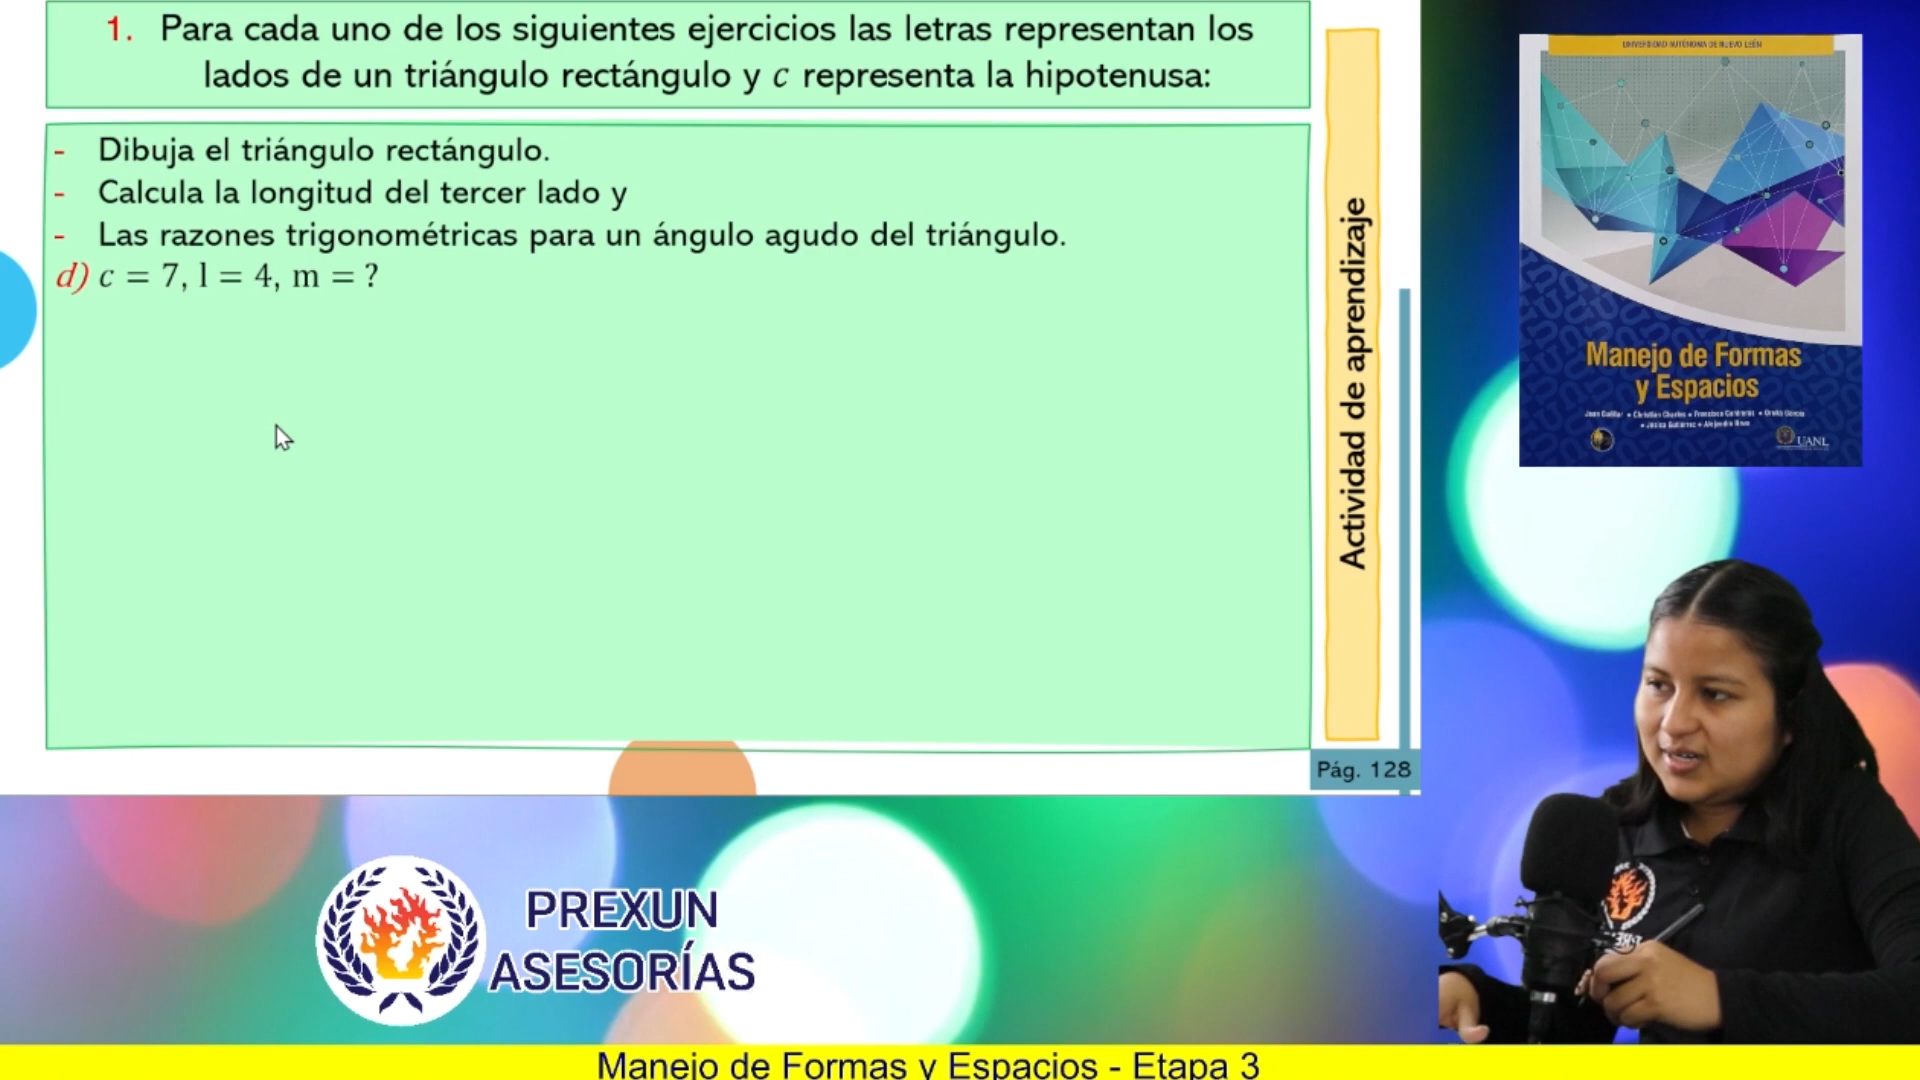 1. Para cada uno de los siguientes ejercicios las letras representan los
lados de un triángulo rectángulo y c representa la hipotenusa:
- Dibuja el triángulo rectángulo.
- Calcula la longitud del tercer lado y
- Las razones trigonométricas para un ángulo agudo del triángulo.
d) c = 7, l = 4, m = ?
Actividad de aprendizaje
Pág. 128
UNIVERSIDAD AUTÓNOMA DE NUEVO LEÓN
Manejo de Formas
y Espacios
UANL
PREXUN
ASESORÍAS
Manejo de Formas y Espacios - Etapa 3